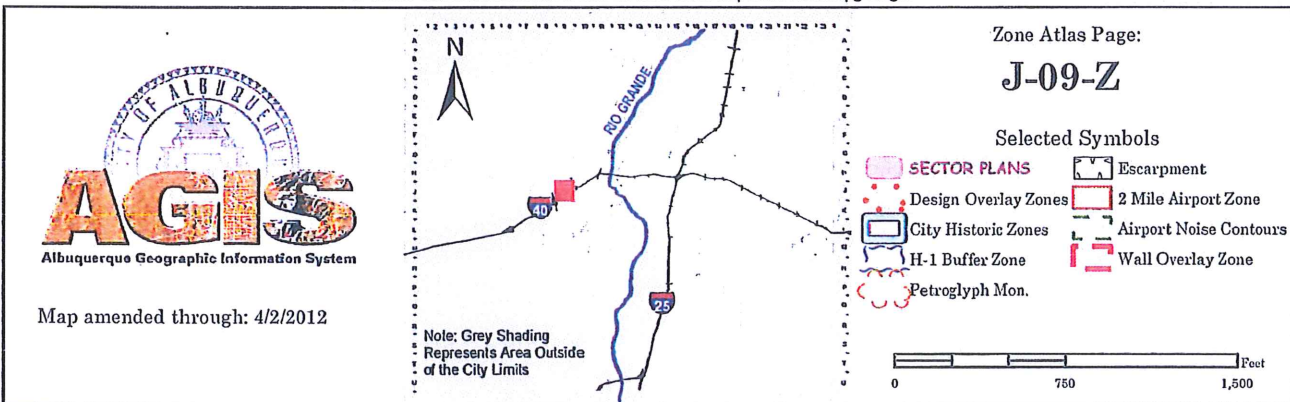 CITY OF ALBUQUERQUE
AGIS
Albuquerque Geographic Information System
Map amended through: 4/2/2012
N
RIO GRANDE
40
25
Note: Grey Shading
Represents Area Outside
of the City Limits
Zone Atlas Page:
J-09-Z
Selected Symbols
SECTOR PLANS
Escarpment
Design Overlay Zones
2 Mile Airport Zone
City Historic Zones
Airport Noise Contours
H-1 Buffer Zone
Wall Overlay Zone
Petroglyph Mon.
Feet
0 750 1,500